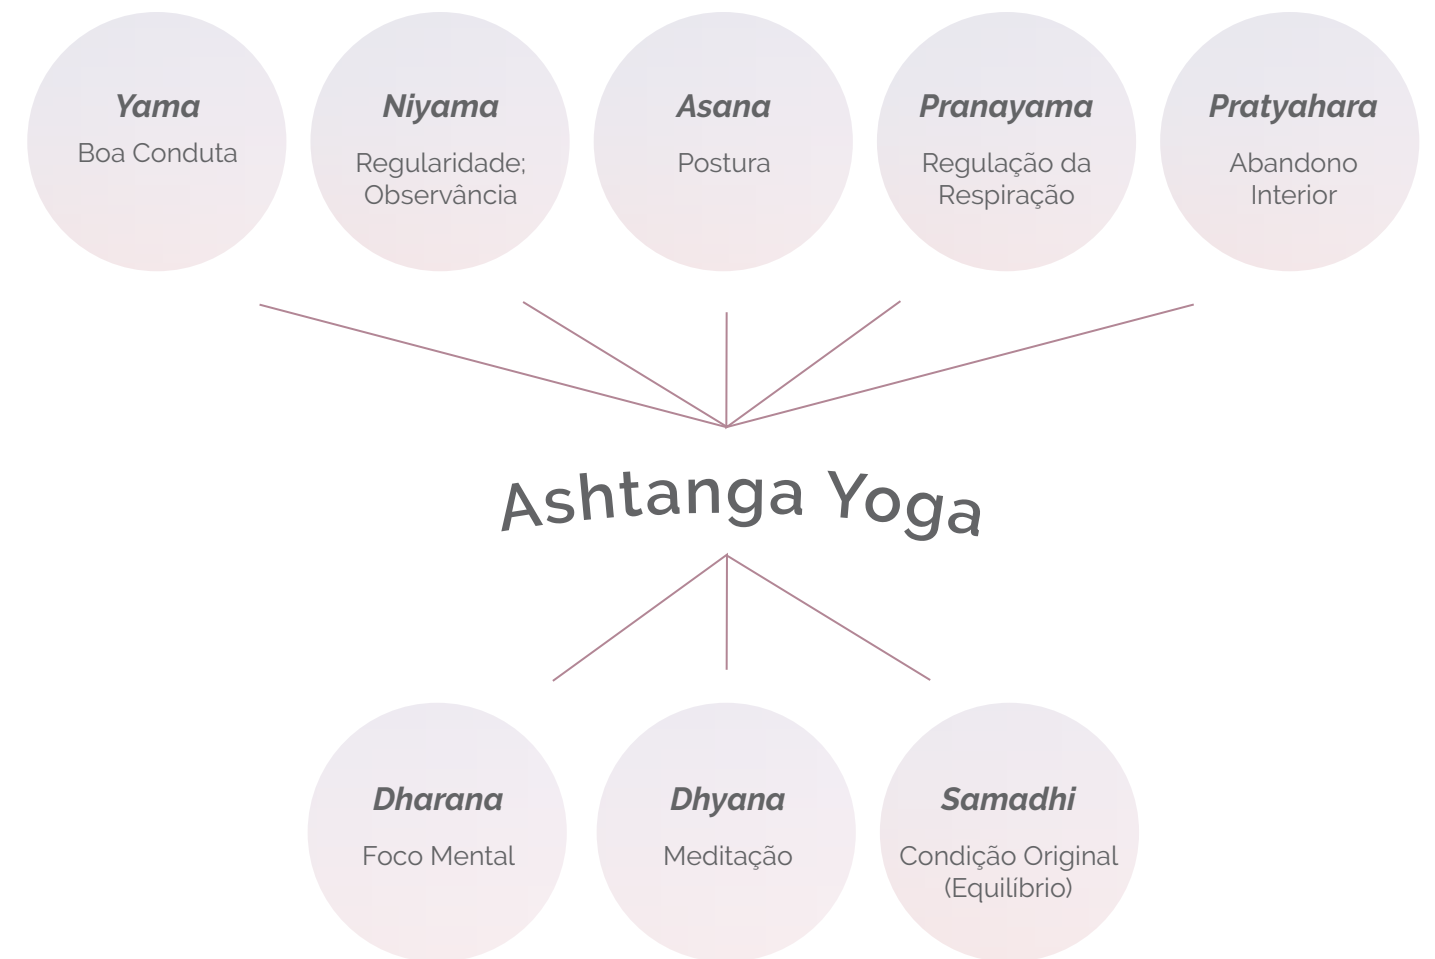 Yama
Boa Conduta
Niyama
Regularidade;
Observância
Asana
Postura
Pranayama
Regulação da
Respiração
Pratyahara
Abandono
Interior
Ashtanga Yoga
Dharana
Foco Mental
Dhyana
Meditação
Samadhi
Condição Original
(Equilíbrio)